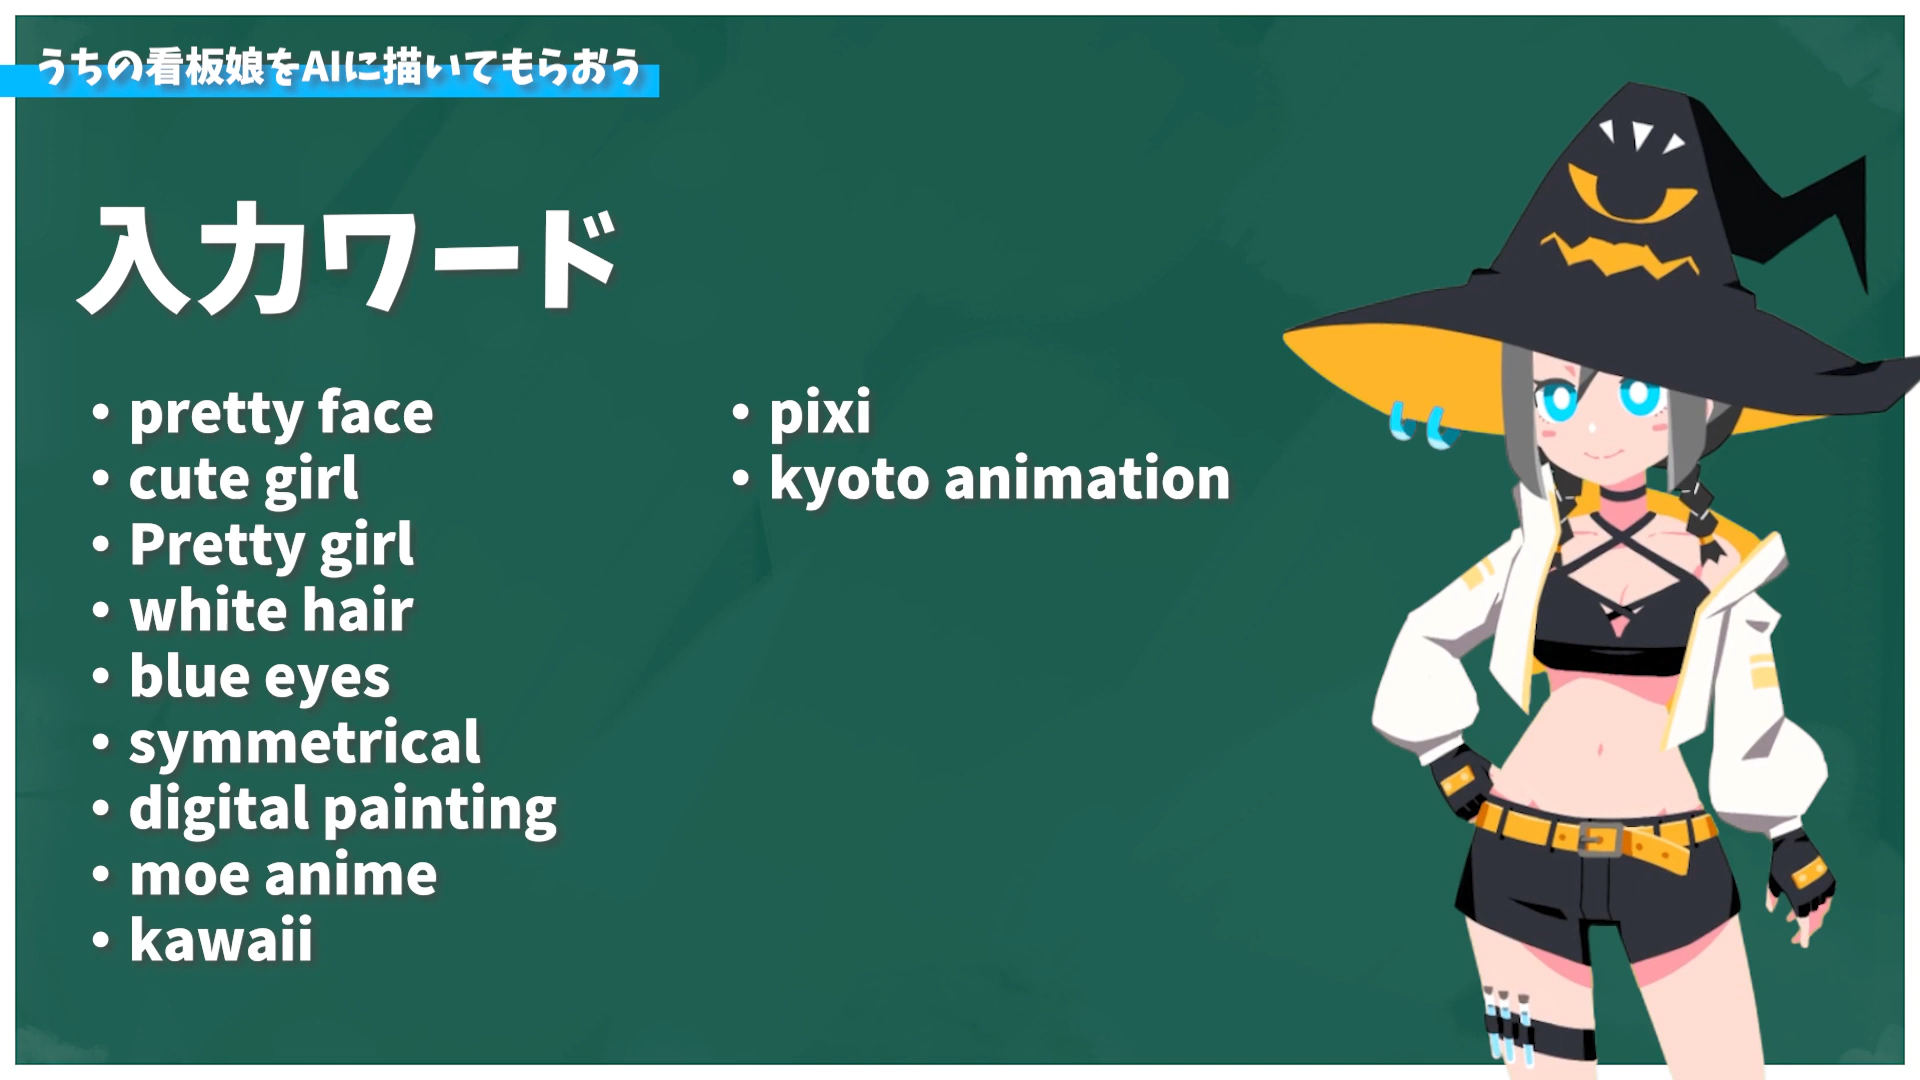 うちの看板娘をAIに描いてもらおう
入力ワード
・pretty face
・cute girl
・Pretty girl
・white hair
・blue eyes
・symmetrical
・digital painting
・moe anime
・kawaii
・pixi
・kyoto animation